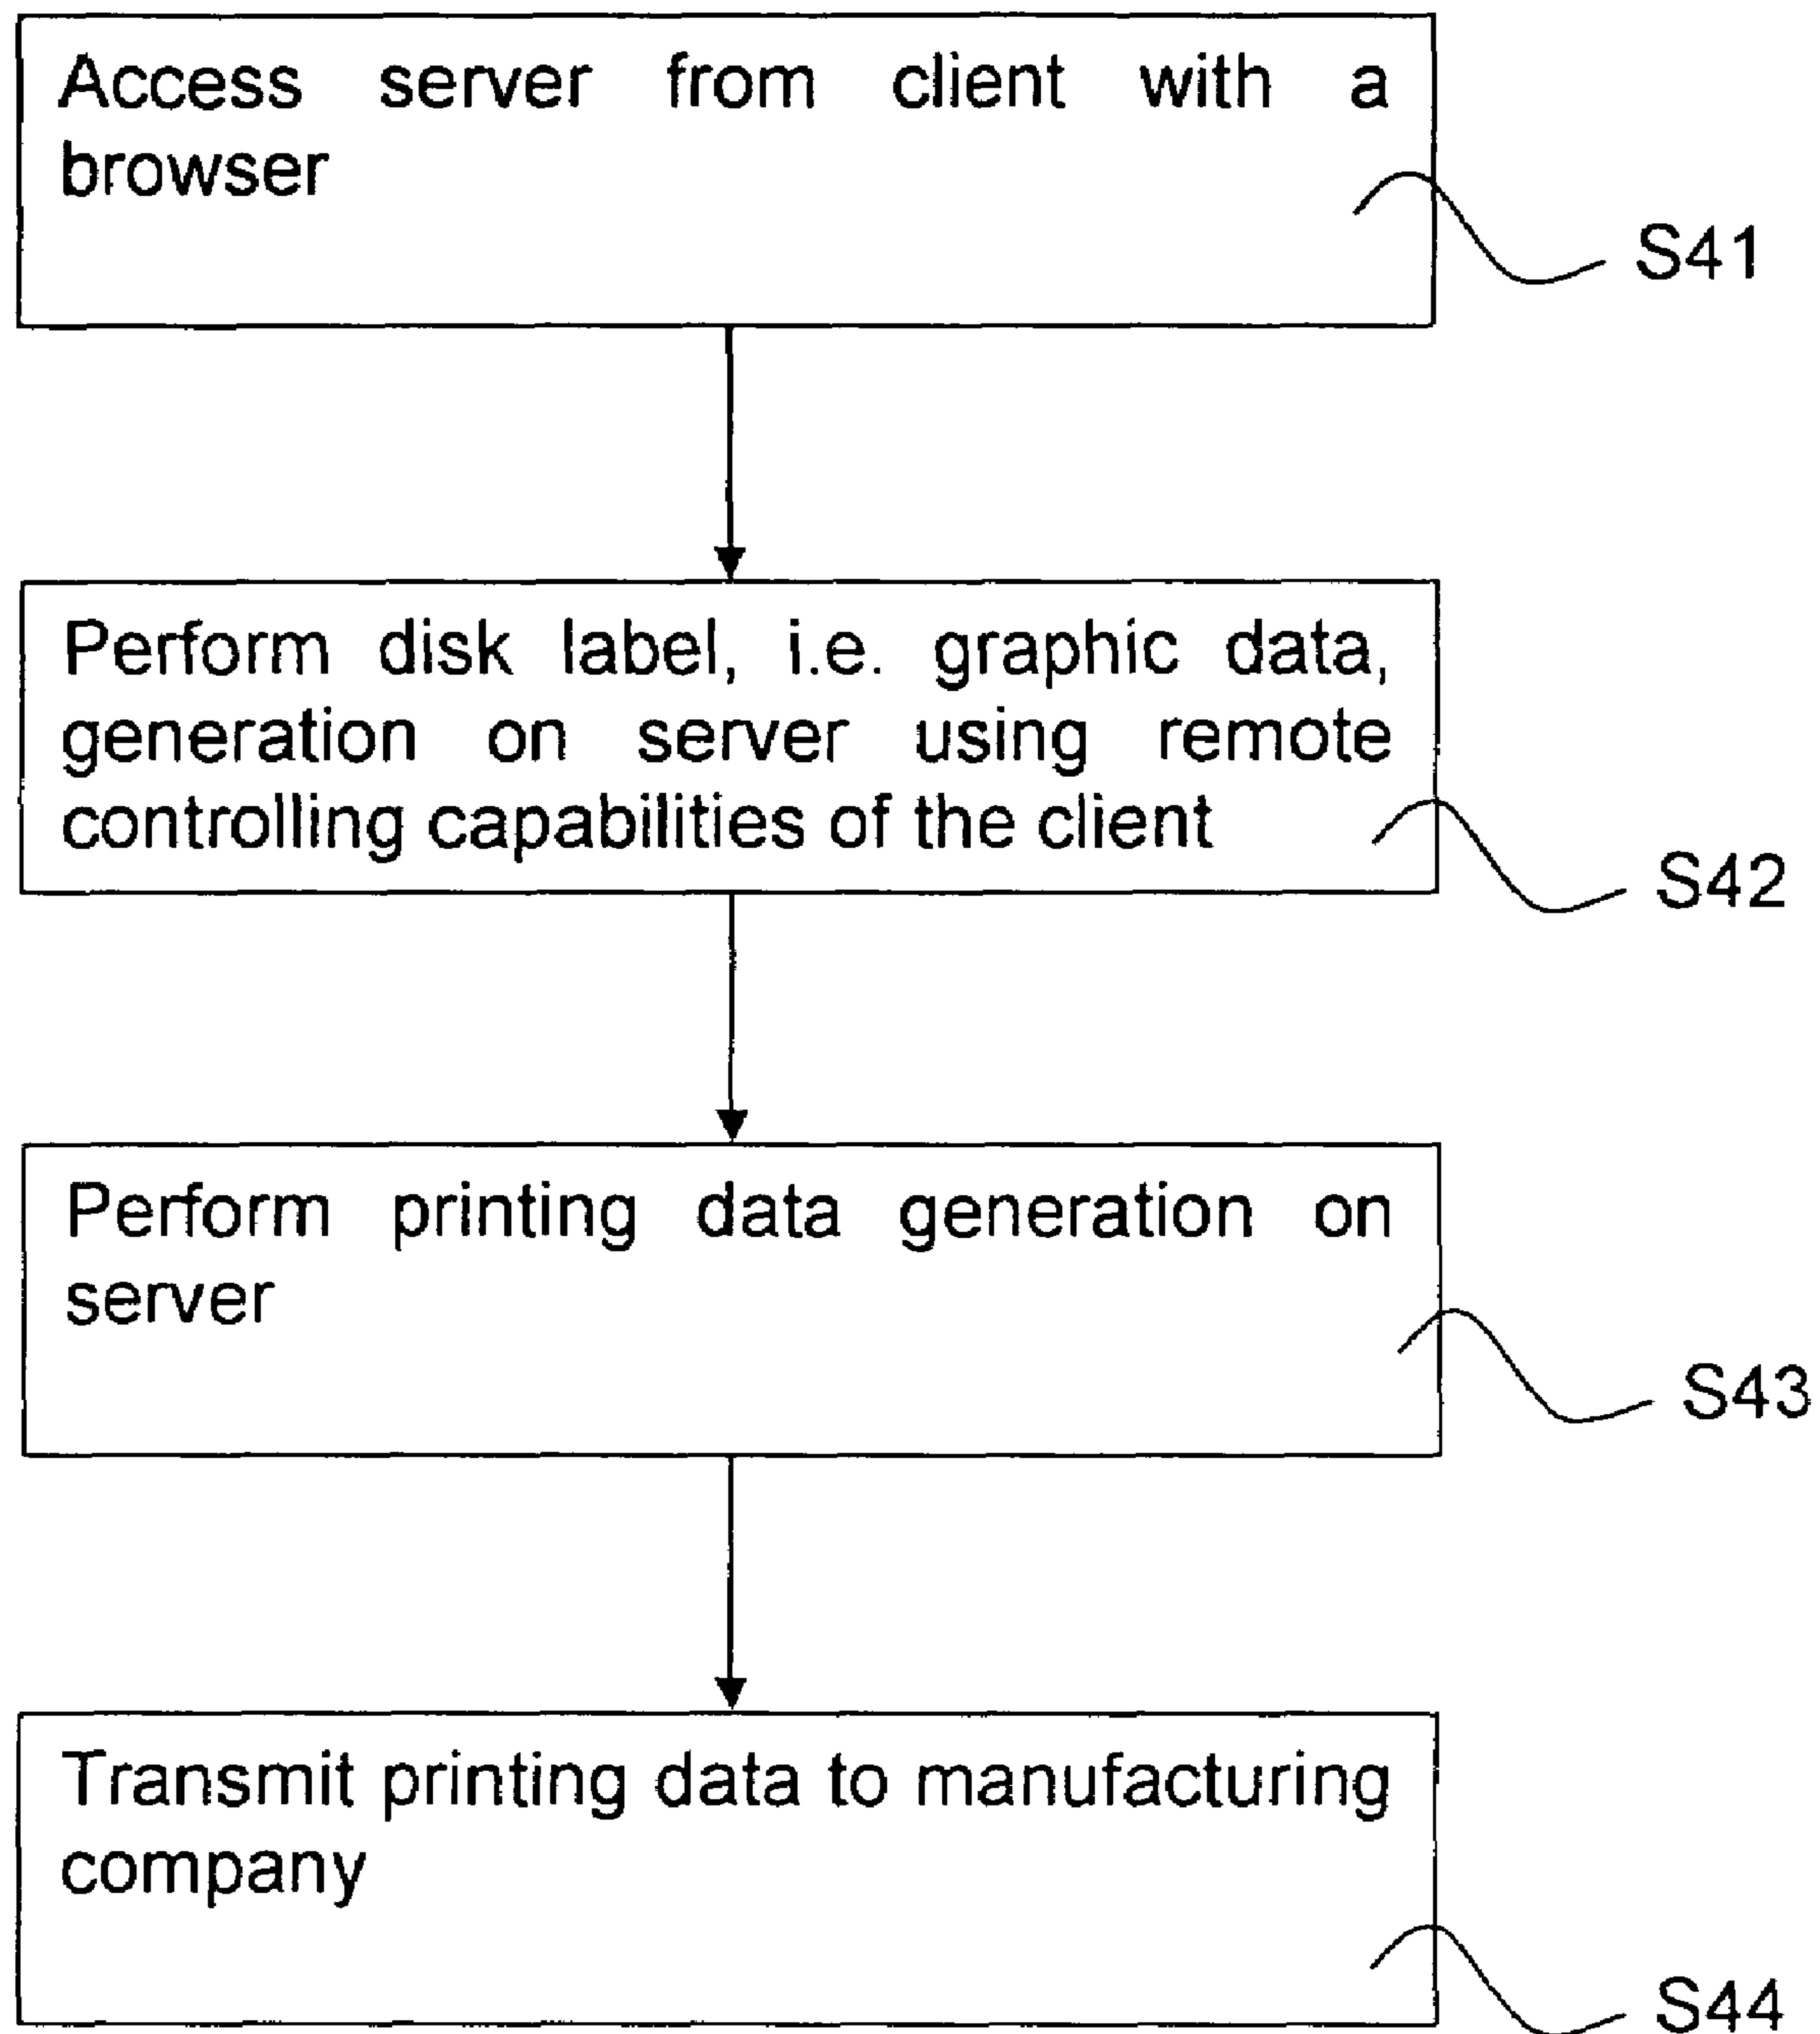 Access server from client with a
browser
S41
Perform disk label, i.e. graphic data,
generation on server using remote
controlling capabilities of the client
S42
Perform printing data generation on
server
S43
Transmit printing data to manufacturing
company
S44